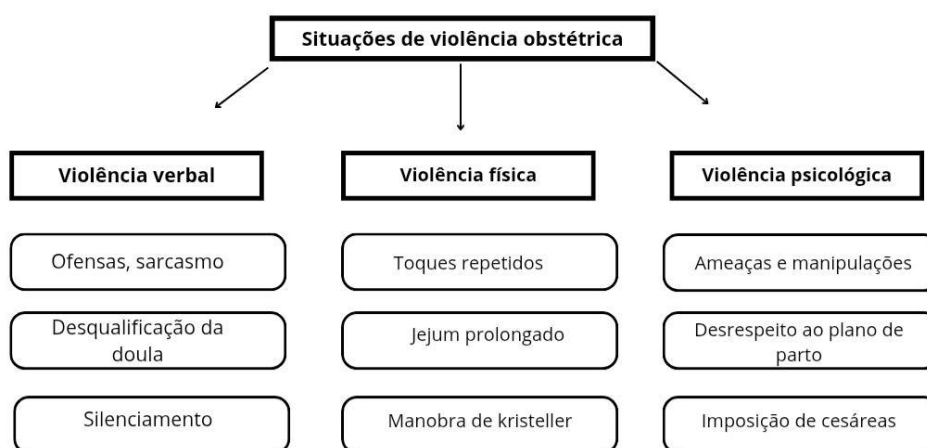 Situações de violência obstétrica
Violência verbal
Violência física
Violência psicológica
Ofensas, sarcasmo
Toques repetidos
Ameaças e manipulações
Desqualificação da
doula
Jejum prolongado
Desrespeito ao plano de
parto
Silenciamento
Manobra de kristeller
Imposição de cesáreas